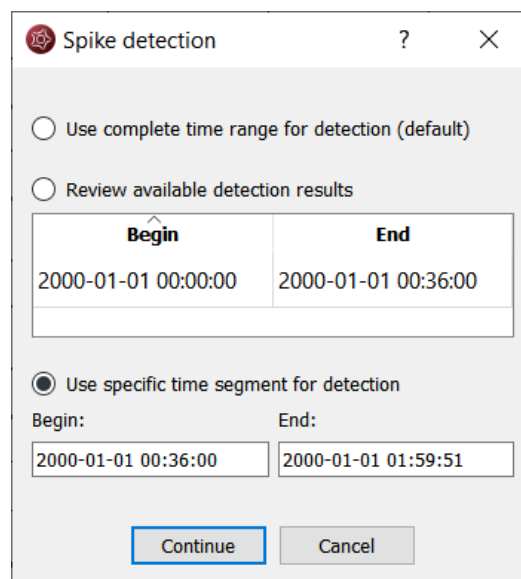 Spike detection
Use complete time range for detection (default)
Review available detection results
Begin End
2000-01-01 00:00:00 2000-01-01 00:36:00
Use specific time segment for detection
Begin: End:
2000-01-01 00:36:00 2000-01-01 01:59:51
Continue Cancel